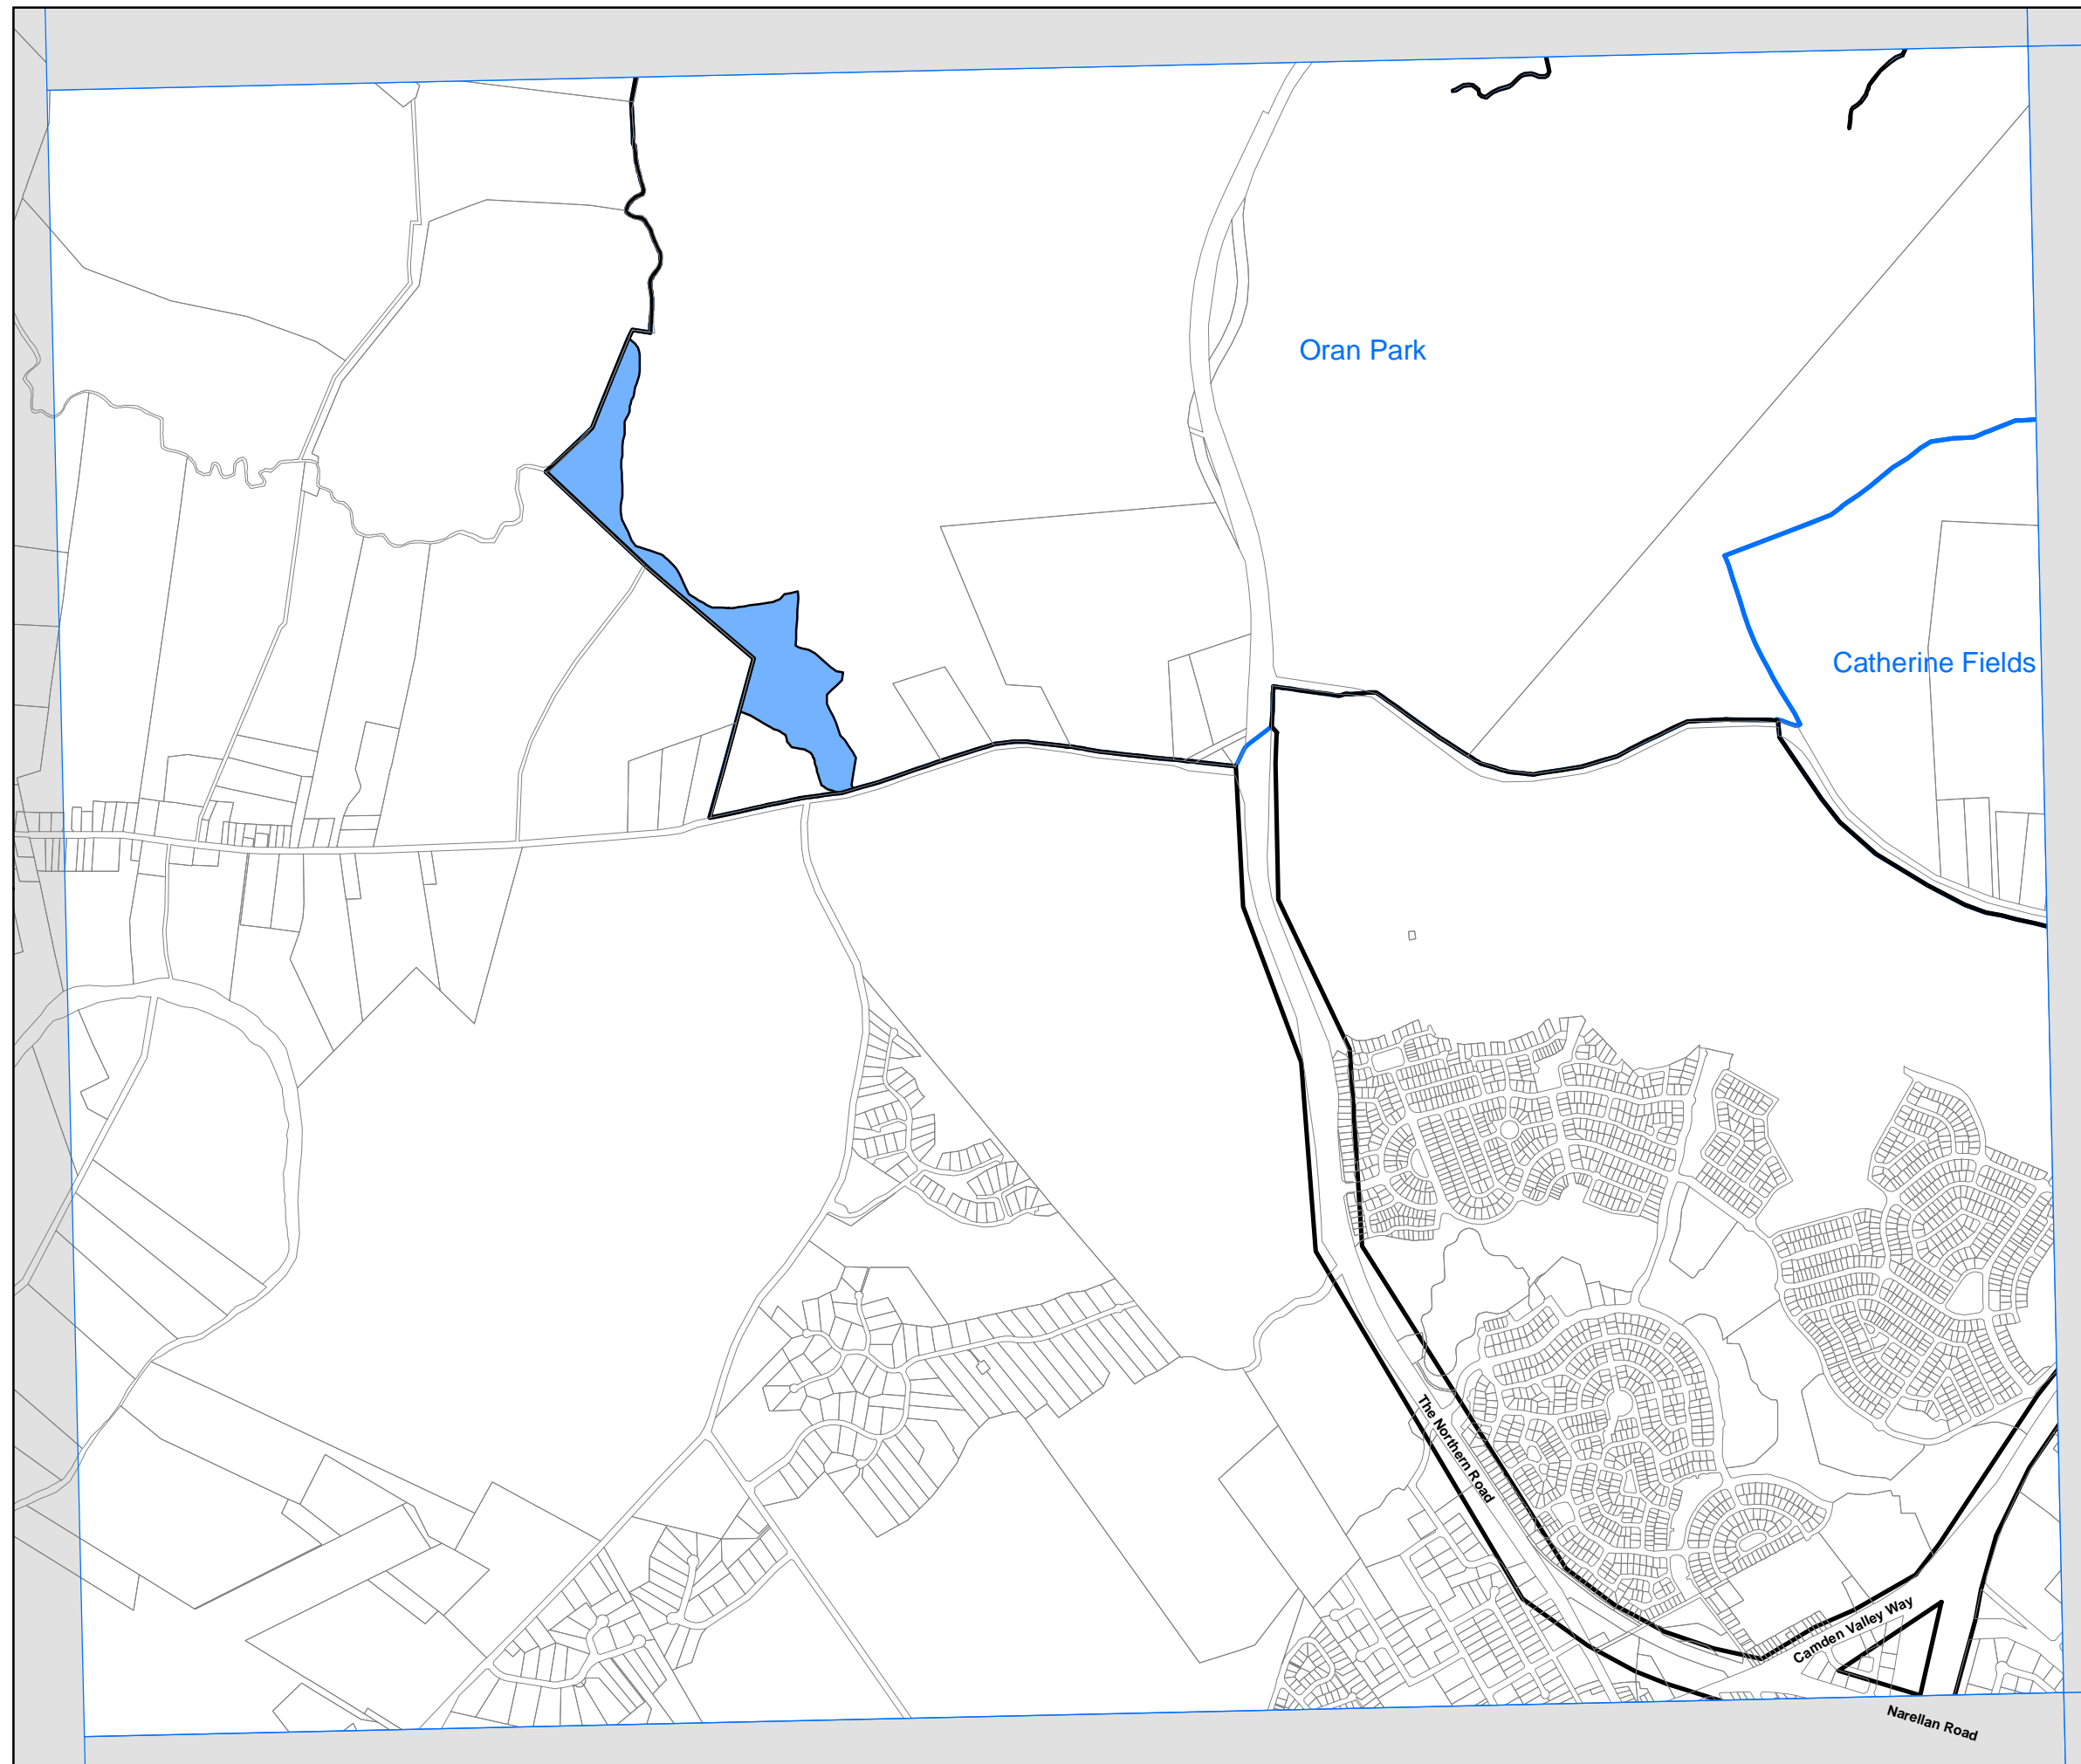 Oran Park
Catherine Fields
The Northern Road
Camden Valley Way
Narellan Road